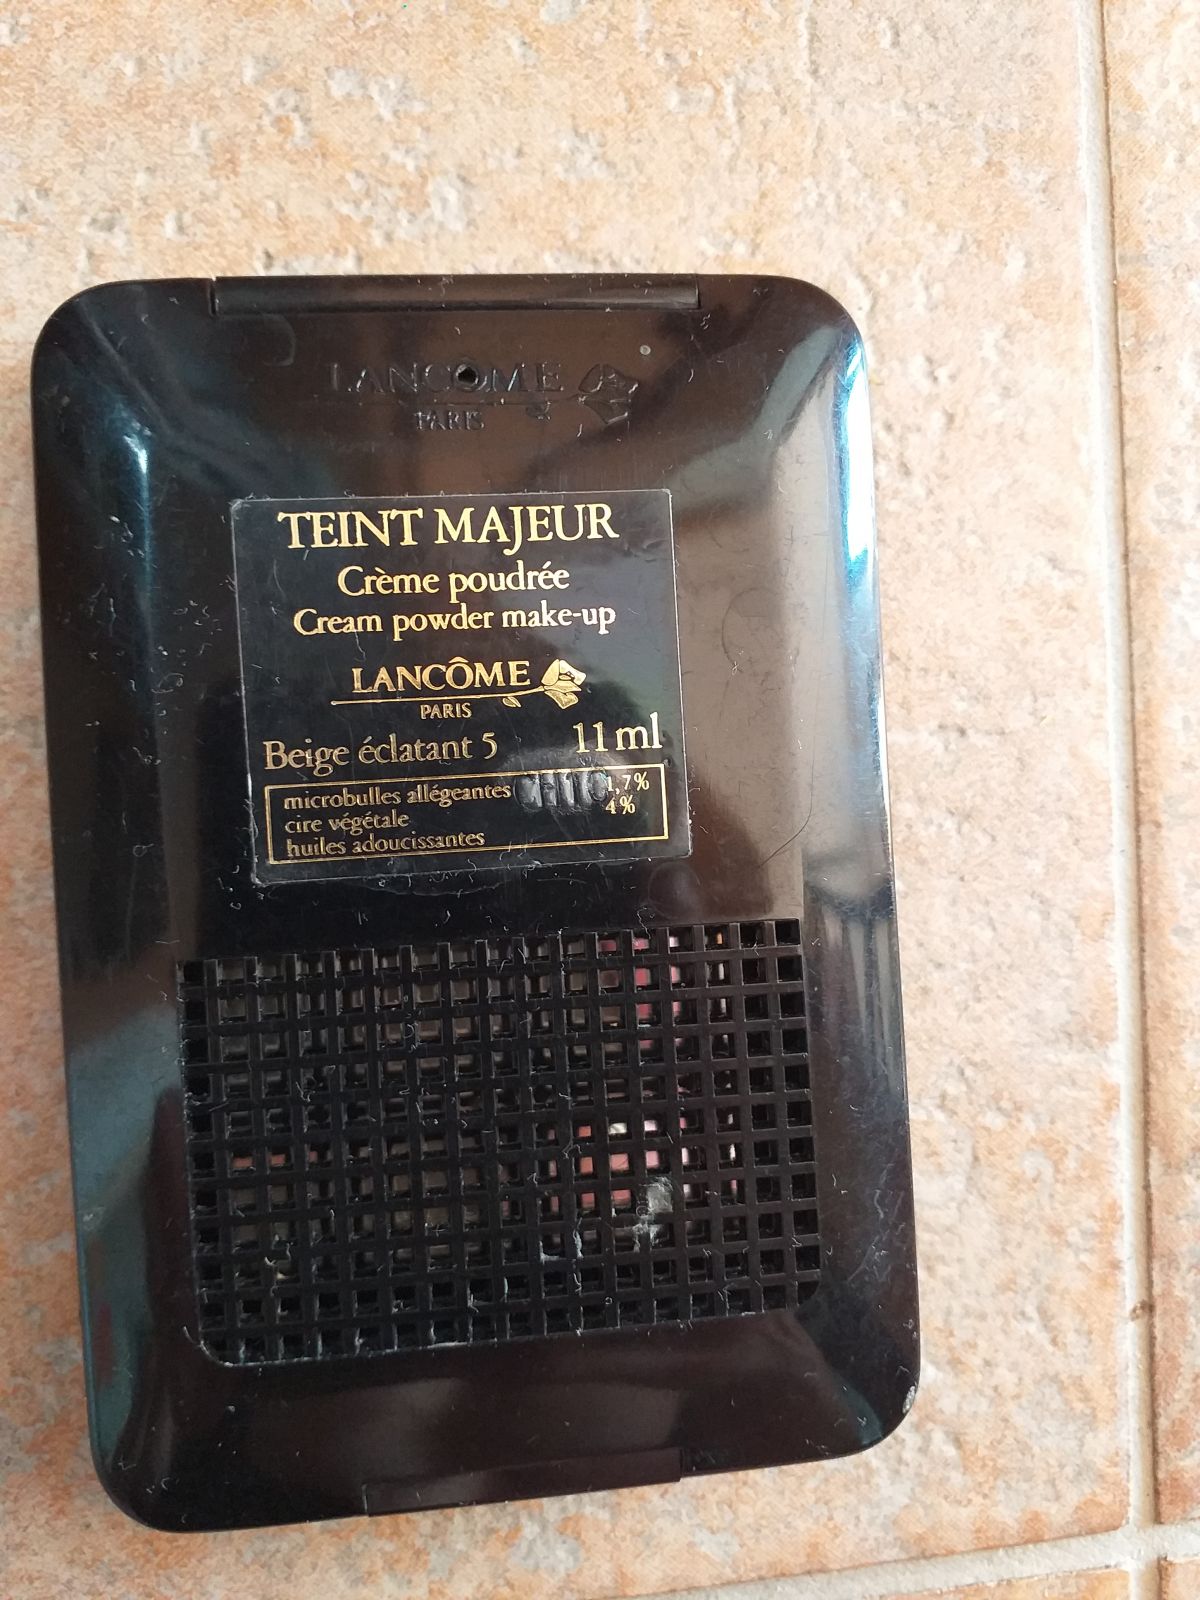 LANCÔME
PARIS
TEINT MAJEUR
Crème poudrée
Cream powder make-up
LANCÔME
PARIS
Beige éclatant 5 11 ml
microbulles allégeantes 1,7%
cire végétale 4%
huiles adoucissantes